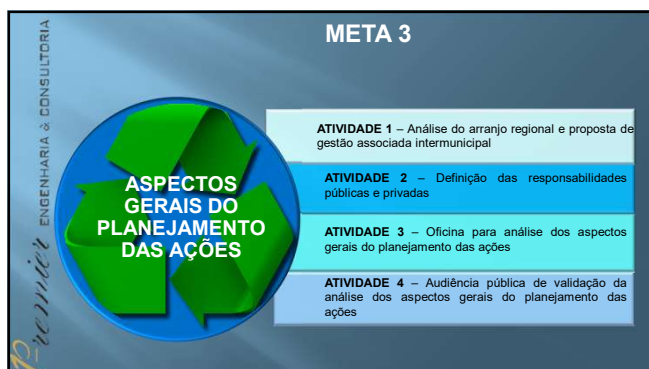 META 3
Premier ENGENHARIA & CONSULTORIA
ASPECTOS
GERAIS DO
PLANEJAMENTO
DAS AÇÕES
ATIVIDADE 1 – Análise do arranjo regional e proposta de
gestão associada intermunicipal
ATIVIDADE 2 – Definição das responsabilidades
públicas e privadas
ATIVIDADE 3 – Oficina para análise dos aspectos
gerais do planejamento das ações
ATIVIDADE 4 – Audiência pública de validação da
análise dos aspectos gerais do planejamento das
ações